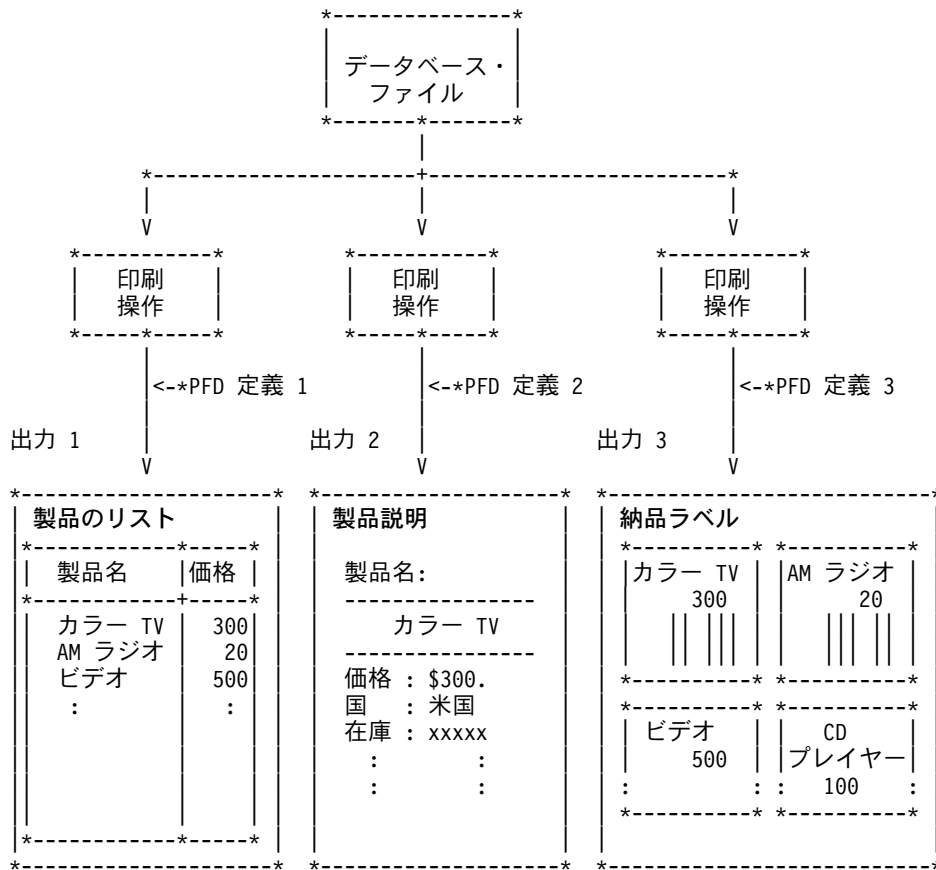 データベース・
ファイル
印刷
操作
印刷
操作
印刷
操作
<-*PFD 定義 1
<-*PFD 定義 2
<-*PFD 定義 3
出力 1
出力 2
出力 3
製品のリスト
製品名
価格
カラー TV 300
AM ラジオ 20
ビデオ 500
: :
製品説明
製品名:
カラー TV
価格 : $300.
国 : 米国
在庫 : xxxxx
: :
: :
納品ラベル
カラー TV
300
AM ラジオ
20
ビデオ
500
: :
CD
プレイヤー
: 100 :